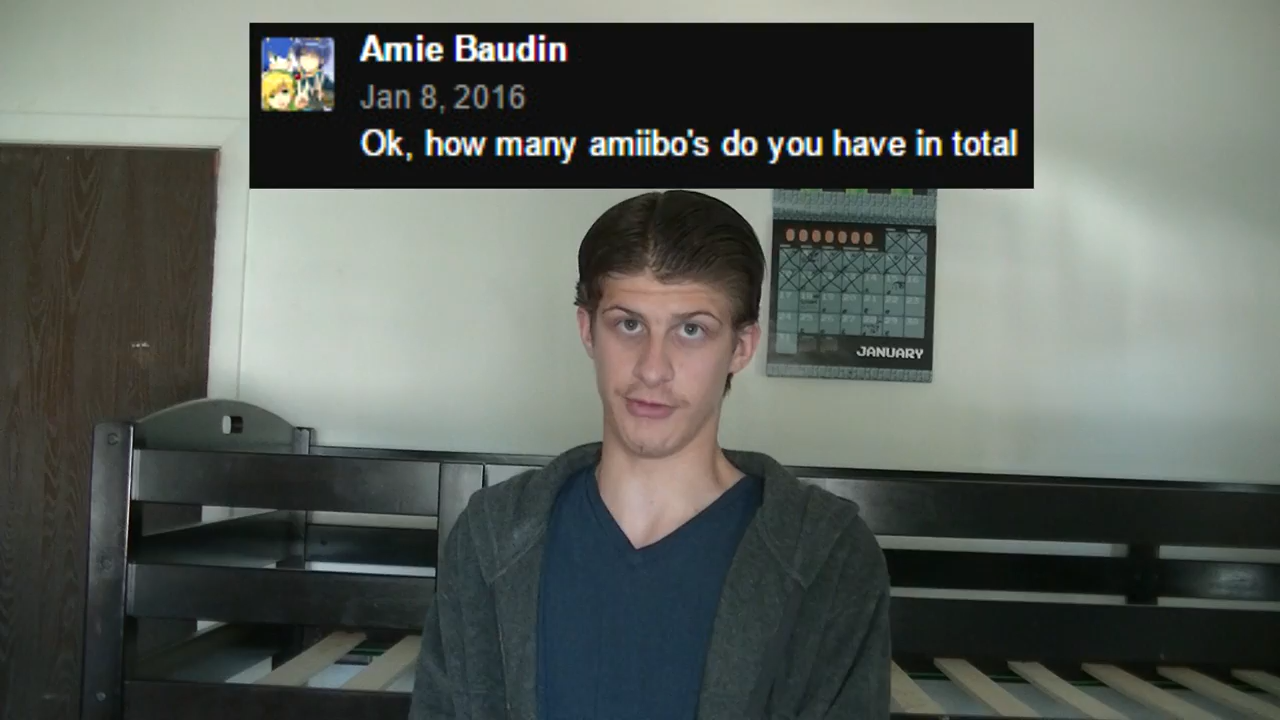 Amie Baudin
Jan 8, 2016
Ok, how many amiibo's do you have in total
JANUARY